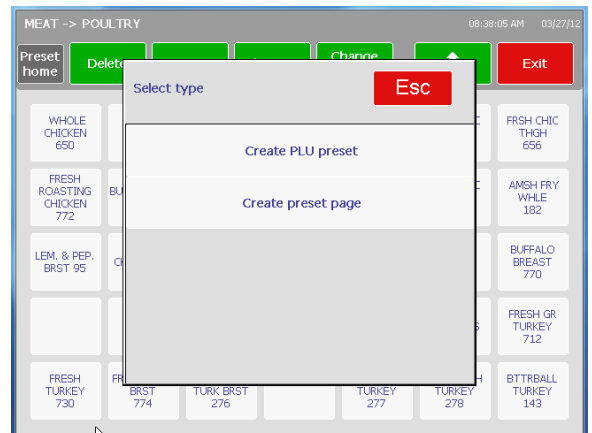 MEAT -> POULTRY
08:38:05 AM 03/27/12
Preset
home
Delete
Change
Exit
Select type
Esc
Create PLU preset
Create preset page
WHOLE
CHICKEN
650
FRSH CHIC
THGH
656
FRESH
ROASTING
CHICKEN
772
BU
AMSH FRY
WHLE
182
LEM. & PEP.
BRST 95
BUFFALO
BREAST
770
FRESH GR
TURKEY
712
FRESH
TURKEY
730
FR
BRST
774
TURK BRST
276
TURKEY
277
H
TURKEY
278
BTTRBALL
TURKEY
143